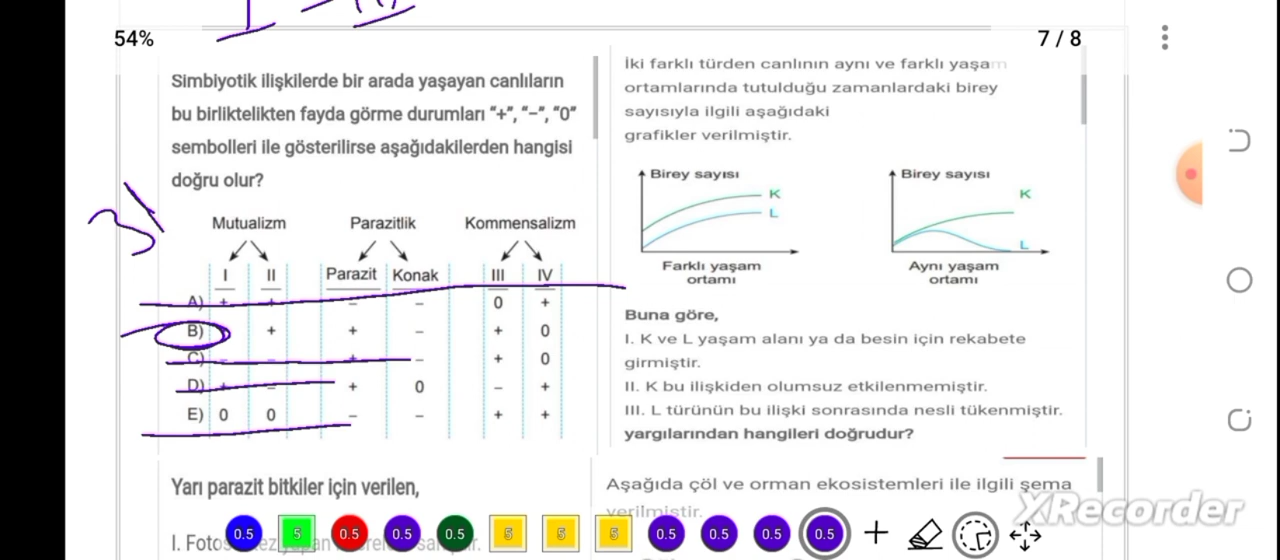 54%
7 / 8
Simbiyotik ilişkilerde bir arada yaşayan canlıların
bu birliktelikten fayda görme durumları “+”, “−”, “0”
sembolleri ile gösterilirse aşağıdakilerden hangisi
doğru olur?
31
Mutualizm Parazitlik Kommensalizm
I II Parazit Konak III IV
A) + + − − 0 +
B) + + − + 0
C) − − + − + 0
D) + − + 0 − +
E) 0 0 − − + +
Yarı parazit bitkiler için verilen,
İki farklı türden canlının aynı ve farklı yaşam
ortamlarında tutulduğu zamanlardaki birey
sayısıyla ilgili aşağıdaki
grafikler verilmiştir.
Birey sayısı
K
L
Farklı yaşam
ortamı
Birey sayısı
K
L
Aynı yaşam
ortamı
Buna göre,
I. K ve L yaşam alanı ya da besin için rekabete
girmiştir.
II. K bu ilişkiden olumsuz etkilenmemiştir.
III. L türünün bu ilişki sonrasında nesli tükenmiştir.
yargılarından hangileri doğrudur?
Aşağıda çöl ve orman ekosistemleri ile ilgili şema
verilmiştir.
XRecorder
0.5 5 0.5 0.5 0.5 5 5 5 0.5 0.5 0.5 0.5